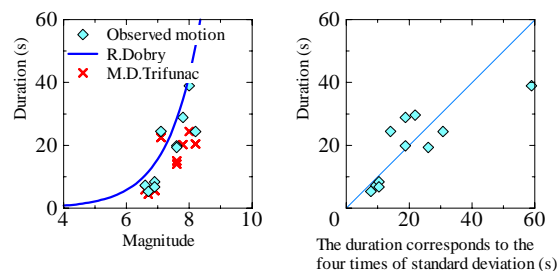 60
40
20
0
Duration (s)
Observed motion
R.Dobry
M.D.Trifunac
4
6
8
10
Magnitude
60
40
20
Duration (s)
0
20
40
60
The duration corresponds to the
four times of standard deviation (s)